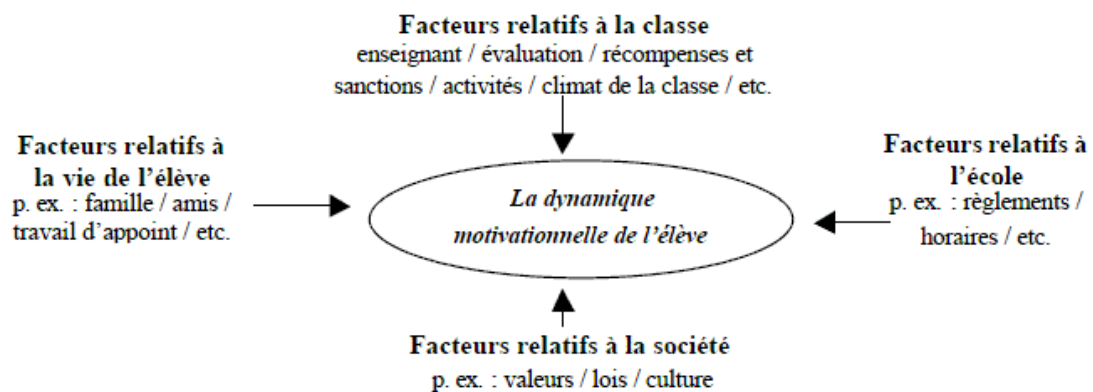 Facteurs relatifs à la classe
enseignant / évaluation / récompenses et
sanctions / activités / climat de la classe / etc.
Facteurs relatifs à
la vie de l'élève
p. ex. : famille / amis /
travail d'appoint / etc.
La dynamique
motivationnelle de l'élève
Facteurs relatifs à
l'école
p. ex. : règlements /
horaires / etc.
Facteurs relatifs à la société
p. ex. : valeurs / lois / culture